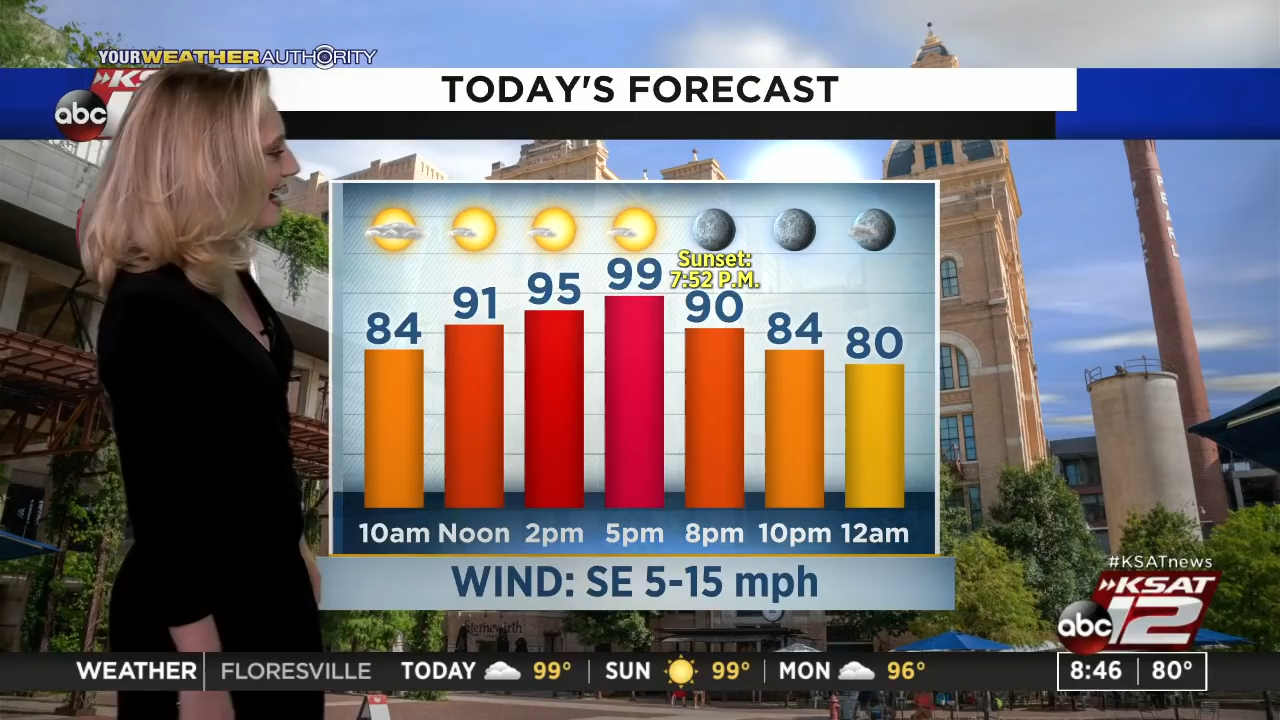 YOURWEATHERAUTHORITY
KS
abc
TODAY'S FORECAST
Sunset:
7:52 P.M.
84 91 95 99 90 84 80
10am Noon 2pm 5pm 8pm 10pm 12am
WIND: SE 5-15 mph
#KSATnews
KSAT
abc 12
WEATHER FLORESVILLE TODAY 99° SUN 99° MON 96°
8:46 80°